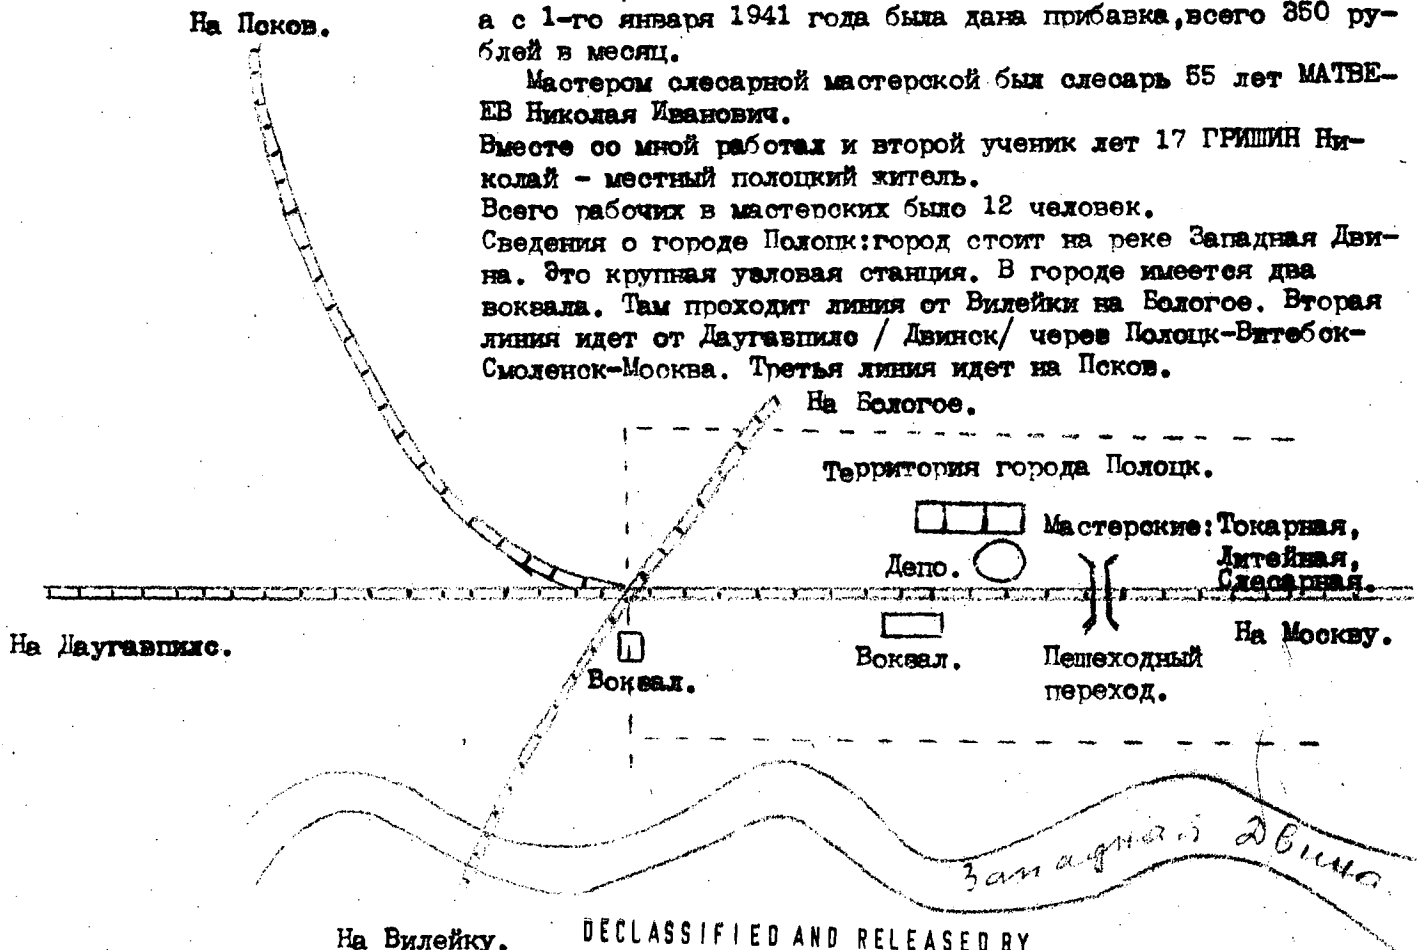 На Псков.
а с 1-го января 1941 года была дана прибавка,всего 350 ру-
блей в месяц.
Мастером слесарной мастерской был слесарь 55 лет МАТВЕ-
ЕВ Николая Иванович.
Вместе со мной работал и второй ученик лет 17 ГРИШИН Ни-
колай - местный полоцкий житель.
Всего рабочих в мастерских было 12 человек.
Сведения о городе Полоцк:город стоит на реке Западная Дви-
на. Это крупная узловая станция. В городе имеется два
вокзала. Там проходит линия от Вилейки на Бологое. Вторая
линия идет от Даугавпилс / Двинск/ через Полоцк-Витебск-
Смоленск-Москва. Третья линия идет на Псков.
На Бологое.
Территория города Полоцк.
Мастерские:Токарная,
Литейная,
Слесарная.
Депо.
На Даугавпилс.
Вокзал.
Вокзал.
Пешеходный
переход.
На Москву.
Западная Двина
На Вилейку.
DECLASSIFIED AND RELEASED BY